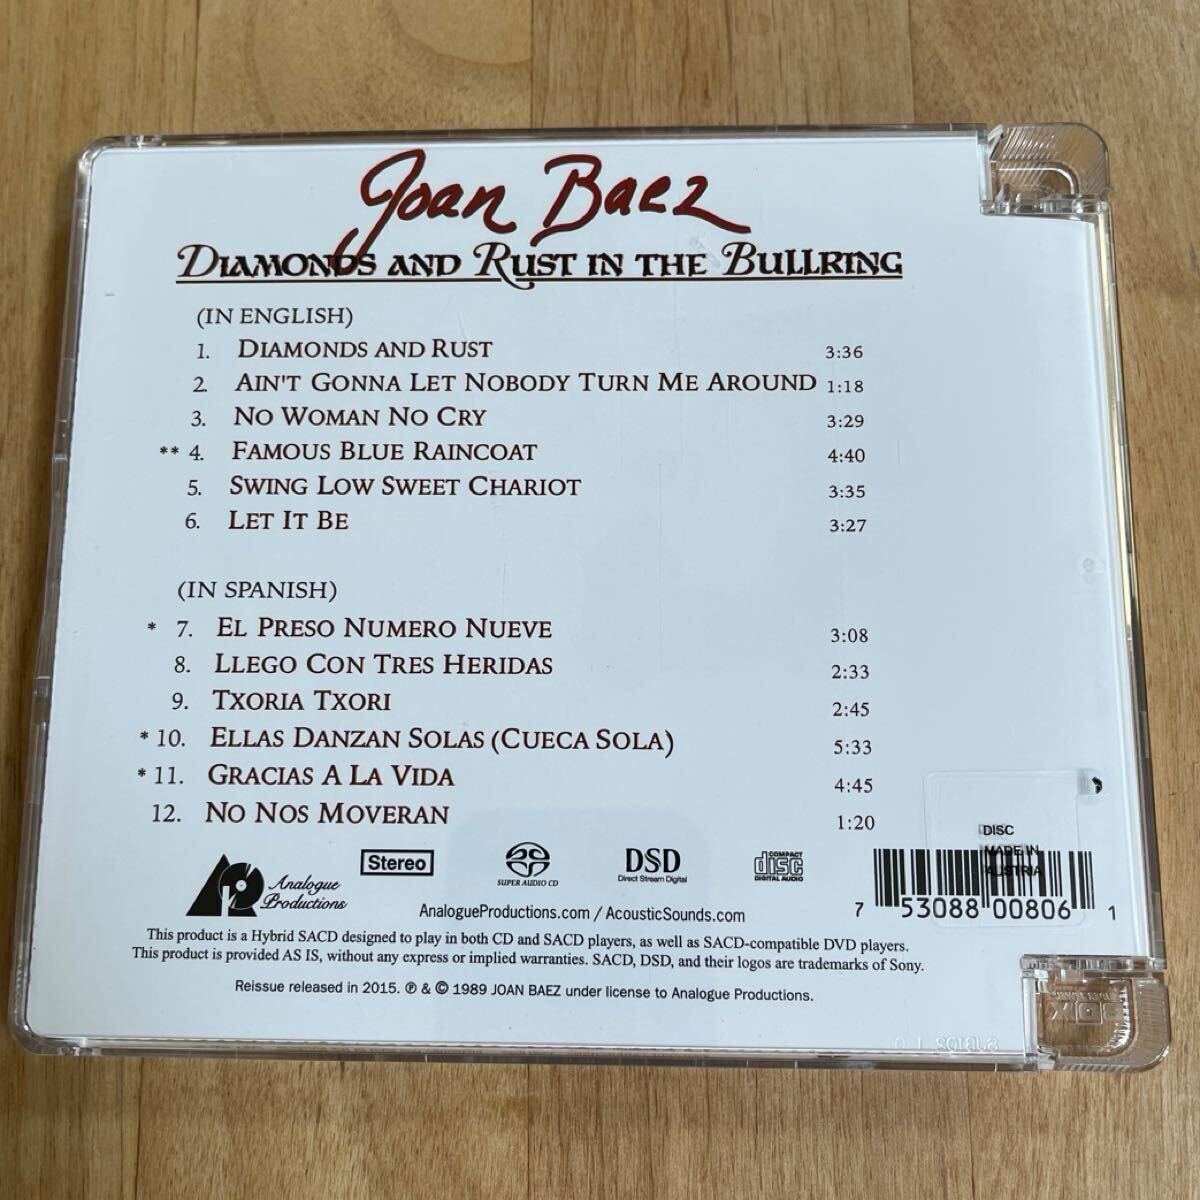 Joan Baez
DIAMONDS AND RUST IN THE BULLRING
(IN ENGLISH)
1. DIAMONDS AND RUST 3:36
2. AIN'T GONNA LET NOBODY TURN ME AROUND 1:18
3. NO WOMAN NO CRY 3:29
** 4. FAMOUS BLUE RAINCOAT 4:40
5. SWING LOW SWEET CHARIOT 3:35
6. LET IT BE 3:27
(IN SPANISH)
* 7. EL PRESO NUMERO NUEVE 3:08
8. LLEGO CON TRES HERIDAS 2:33
9. TXORIA TXORI 2:45
* 10. ELLAS DANZAN SOLAS (CUECA SOLA) 5:33
* 11. GRACIAS A LA VIDA 4:45
12. NO NOS MOVERAN 1:20
Analogue
Productions
Stereo
SUPER AUDIO CD
DSD
Direct Stream Digital
COMPACT
disc
DIGITAL AUDIO
DISC
MADE IN
AUSTRIA
7 53088 00806 1
AnalogueProductions.com / AcousticSounds.com
This product is a Hybrid SACD designed to play in both CD and SACD players, as well as SACD-compatible DVD players.
This product is provided AS IS, without any express or implied warranties. SACD, DSD, and their logos are trademarks of Sony.
Reissue released in 2015. ℗ & © 1989 JOAN BAEZ under license to Analogue Productions.